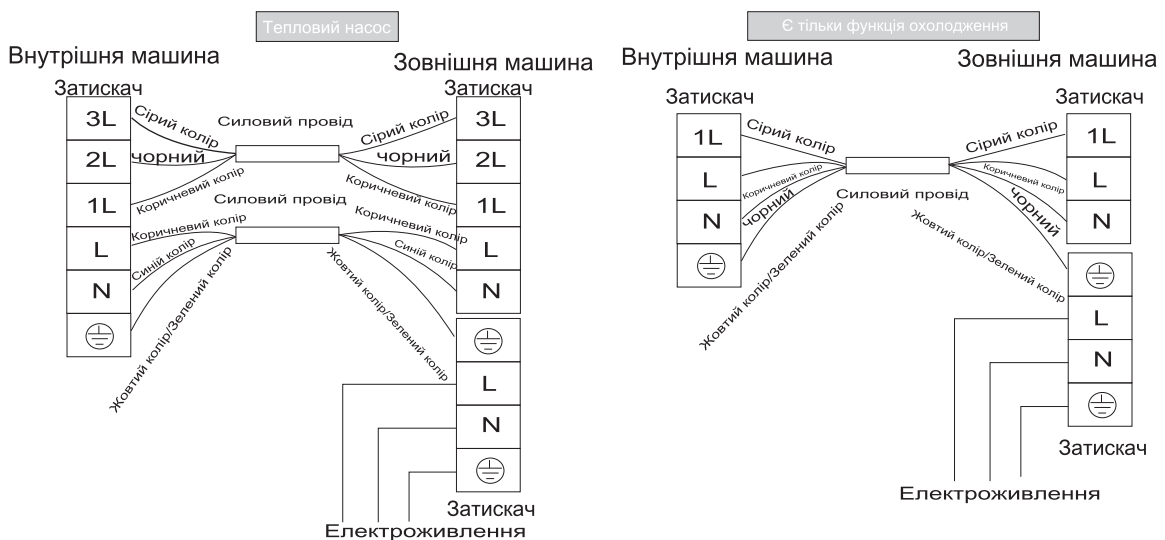 Тепловий насос
Внутрішня машина
Зовнішня машина
Затискач
Затискач
3L
Сірий колір
Силовий провід
Сірий колір
3L
2L
чорний
чорний
2L
1L
Коричневий колір
Силовий провід
Коричневий колір
1L
L
Коричневий колір
Коричневий колір
L
N
Синій колір
Синій колір
N
Жовтий колір/Зелений колір
Жовтий колір/Зелений колір
L
N
Затискач
Електроживлення
Є тільки функція охолодження
Внутрішня машина
Зовнішня машина
Затискач
Затискач
1L
Сірий колір
Сірий колір
1L
L
Коричневий колір
Коричневий колір
L
N
чорний
Силовий провід
чорний
N
Жовтий колір/Зелений колір
Жовтий колір/Зелений колір
L
N
Затискач
Електроживлення